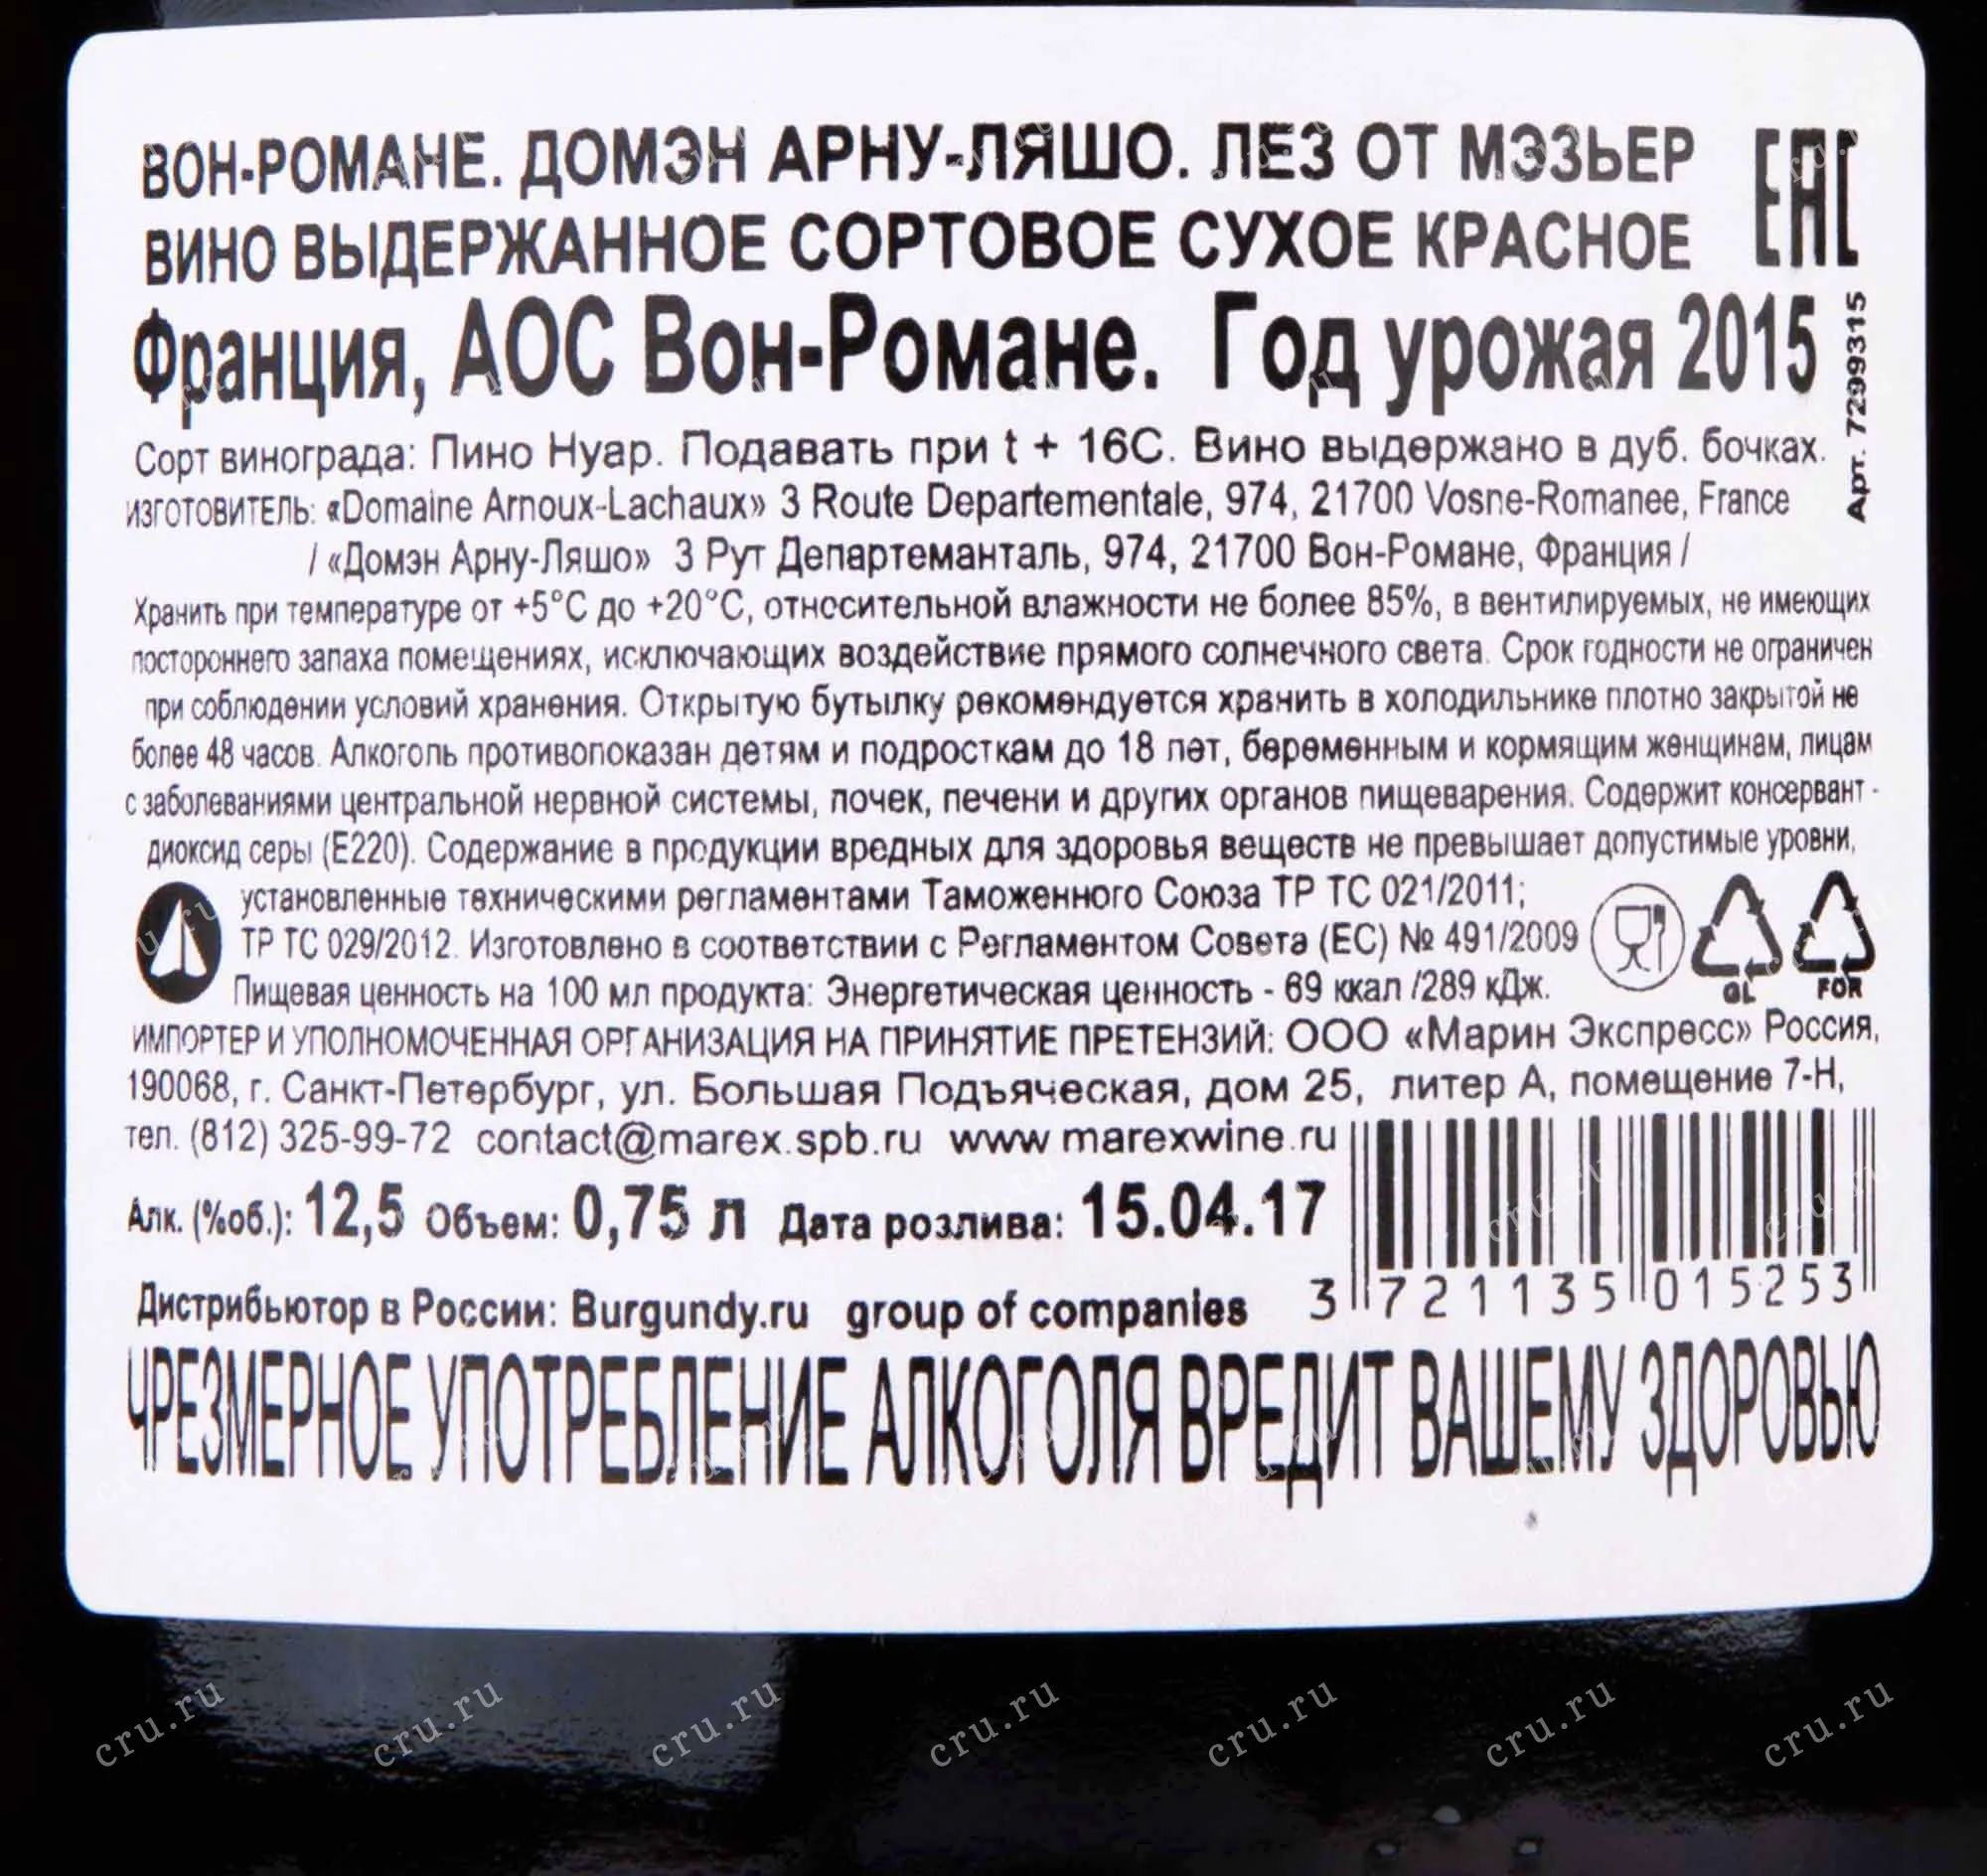 ВОН-РОМАНЕ. ДОМЭН АРНУ-ЛЯШО. ЛЕЗ ОТ МЭЗЬЕР
ВИНО ВЫДЕРЖАННОЕ СОРТОВОЕ СУХОЕ КРАСНОЕ
EAC
Франция, АОС Вон-Романе. Год урожая 2015
Арт. 7299315
Сорт винограда: Пино Нуар. Подавать при t + 16С. Вино выдержано в дуб. бочках.
ИЗГОТОВИТЕЛЬ: «Domaine Arnoux-Lachaux» 3 Route Departementale, 974, 21700 Vosne-Romanee, France
/ «Домэн Арну-Ляшо» 3 Рут Департеманталь, 974, 21700 Вон-Романе, Франция /
Хранить при температуре от +5°С до +20°С, относительной влажности не более 85%, в вентилируемых, не имеющих
постороннего запаха помещениях, исключающих воздействие прямого солнечного света. Срок годности не ограничен
при соблюдении условий хранения. Открытую бутылку рекомендуется хранить в холодильнике плотно закрытой не
более 48 часов. Алкоголь противопоказан детям и подросткам до 18 лет, беременным и кормящим женщинам, лицам
с заболеваниями центральной нервной системы, почек, печени и других органов пищеварения. Содержит консервант -
диоксид серы (Е220). Содержание в продукции вредных для здоровья веществ не превышает допустимые уровни,
установленные техническими регламентами Таможенного Союза ТР ТС 021/2011;
ТР ТС 029/2012. Изготовлено в соответствии с Регламентом Совета (ЕС) № 491/2009
GL
FOR
Пищевая ценность на 100 мл продукта: Энергетическая ценность - 69 ккал /289 кДж.
ИМПОРТЕР И УПОЛНОМОЧЕННАЯ ОРГАНИЗАЦИЯ НА ПРИНЯТИЕ ПРЕТЕНЗИЙ: ООО «Марин Экспресс» Россия,
190068, г. Санкт-Петербург, ул. Большая Подъяческая, дом 25, литер А, помещение 7-Н,
тел. (812) 325-99-72 contact@marex.spb.ru www marexwine.ru
Алк. (%об.): 12,5 Объем: 0,75 л Дата розлива: 15.04.17
3 721135 015253
Дистрибьютор в России: Burgundy.ru group of companies
ЧРЕЗМЕРНОЕ УПОТРЕБЛЕНИЕ АЛКОГОЛЯ ВРЕДИТ ВАШЕМУ ЗДОРОВЬЮ
cru.ru cru.ru cru.ru cru.ru cru.ru cru.ru cru.ru